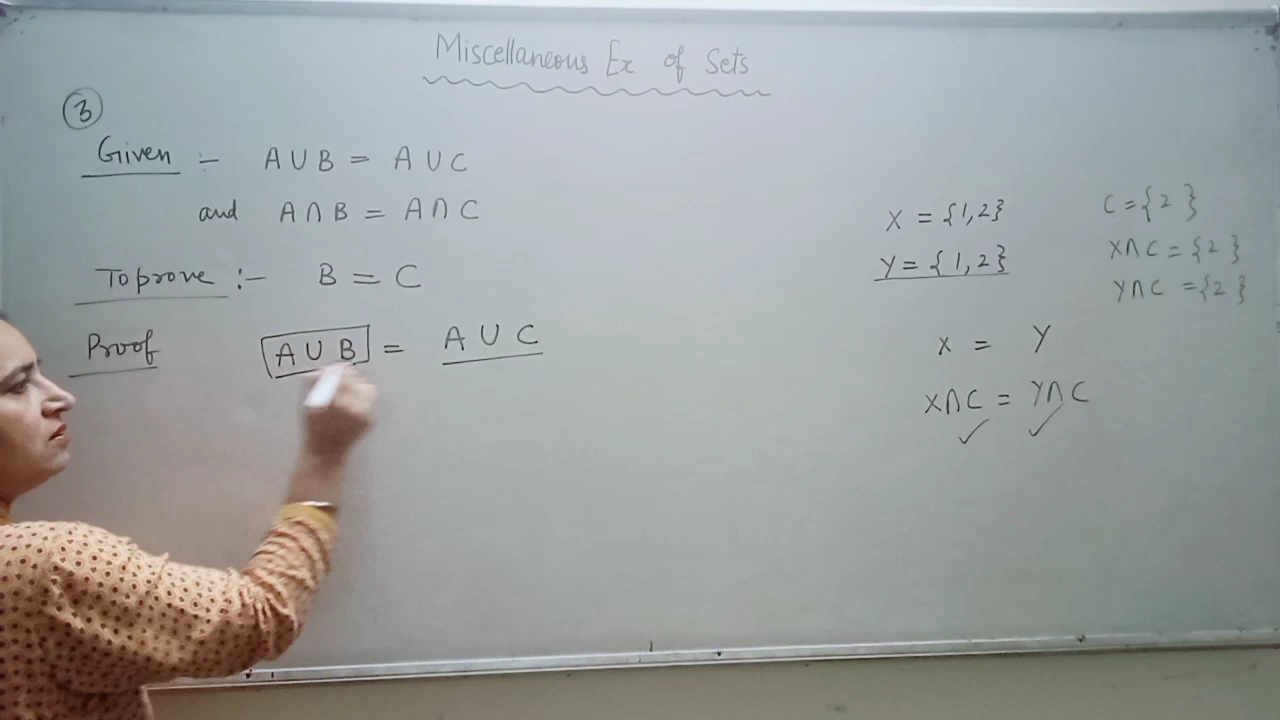 Miscellaneous Ex of Sets
3
Given :- A ∪ B = A ∪ C
and A ∩ B = A ∩ C
To prove :- B = C
Proof A ∪ B = A ∪ C
X = {1,2}
Y = {1,2}
X = Y
X∩C = Y∩C
✓ ✓
C = {2}
X∩C = {2}
Y∩C = {2}